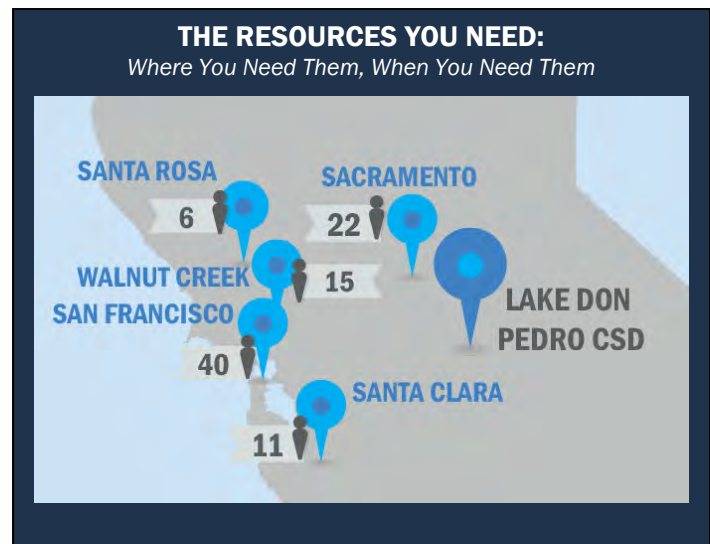 THE RESOURCES YOU NEED:
Where You Need Them, When You Need Them
SANTA ROSA
6
SACRAMENTO
22
WALNUT CREEK
15
SAN FRANCISCO
40
LAKE DON
PEDRO CSD
SANTA CLARA
11